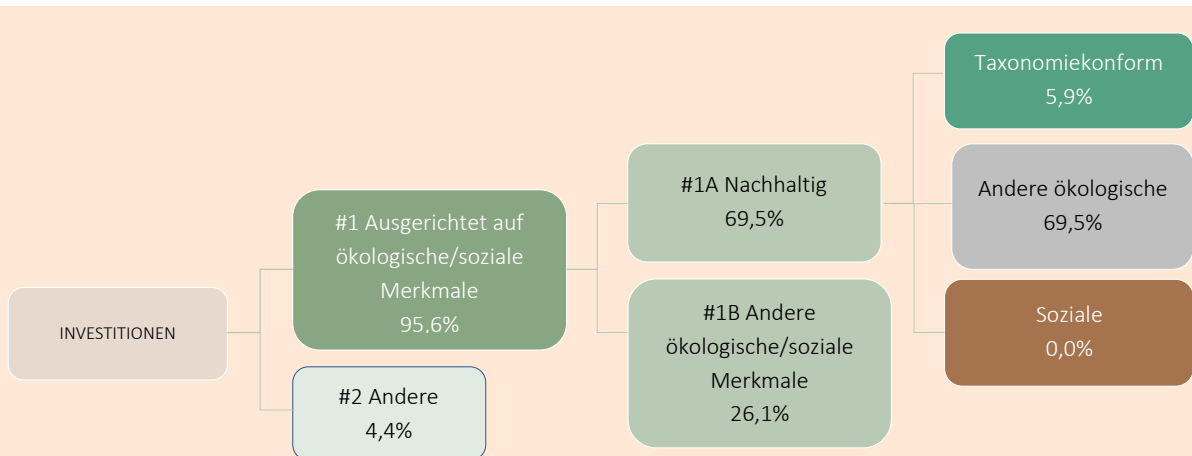 INVESTITIONEN
#1 Ausgerichtet auf
ökologische/soziale
Merkmale
95,6%
#2 Andere
4,4%
#1A Nachhaltig
69,5%
#1B Andere
ökologische/soziale
Merkmale
26,1%
Taxonomiekonform
5,9%
Andere ökologische
69,5%
Soziale
0,0%